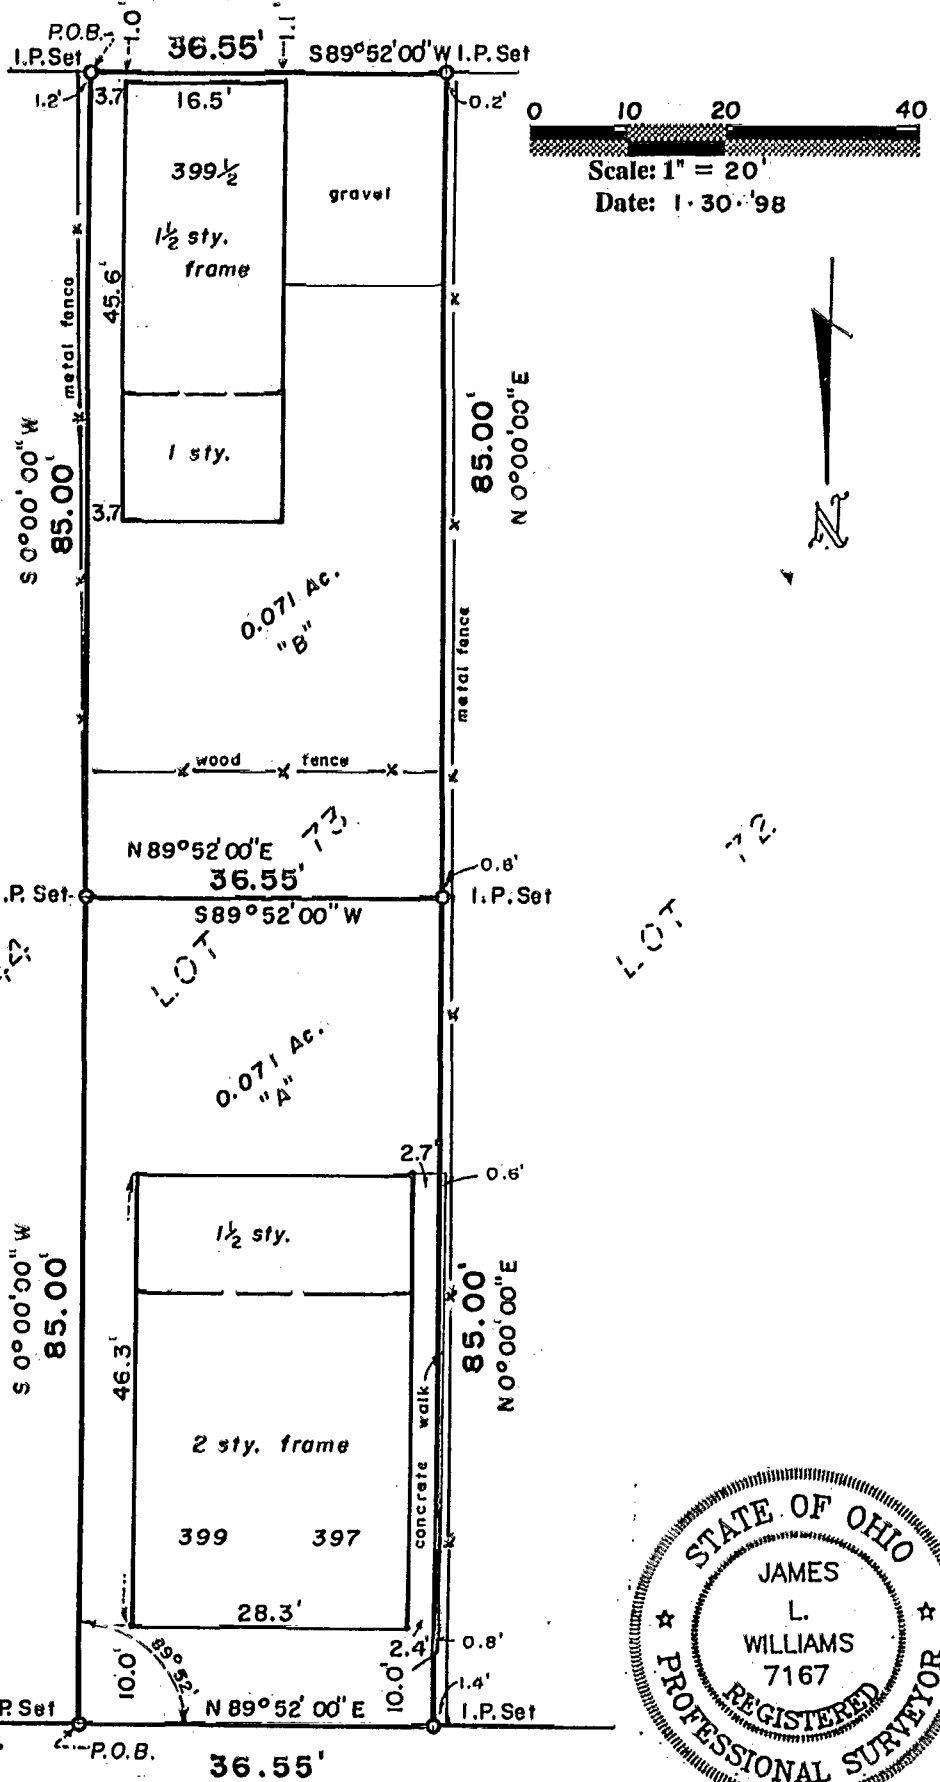 P.O.B.
1.0'
1.1'
I.P. Set
36.55'
S89°52'00"W
I.P. Set
1.2'
3.7
16.5'
0.2'
0 10 20 40
Scale: 1" = 20'
Date: 1·30·'98
399½
1½ sty.
frame
gravel
45.6'
metal fence
1 sty.
3.7
S 0°00'00" W
85.00'
85.00'
N 0°00'00" E
N
0.071 Ac.
"B"
metal fence
wood fence
N 89°52'00"E
36.55'
S89°52'00" W
.P. Set
0.8'
I.P. Set
LOT 73
LOT 72
0.071 Ac.
"A"
2.7'
0.6'
1½ sty.
S 0°00'00" W
85.00'
46.3'
85.00'
N 0°00'00" E
2 sty. frame
concrete walk
399 397
28.3'
2.4'
0.8'
10.0'
89°52'
10.0'
1.4'
P. Set
N 89°52'00" E
I.P. Set
P.O.B.
36.55'
STATE OF OHIO
JAMES
L.
WILLIAMS
7167
REGISTERED
PROFESSIONAL SURVEYOR